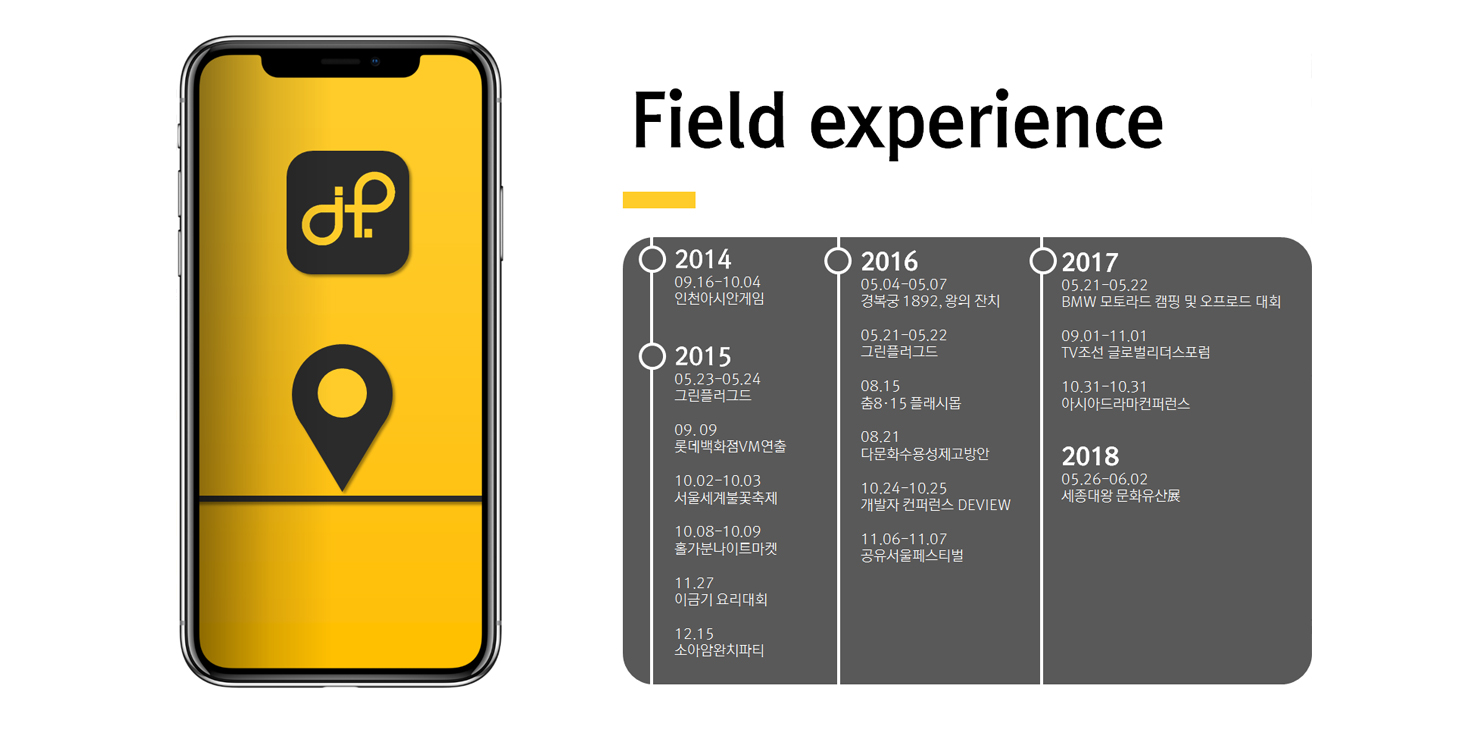 Field experience
2014
09.16-10.04
인천아시안게임
2015
05.23-05.24
그린플러그드
09.09
롯데백화점VM연출
10.02-10.03
서울세계불꽃축제
10.08-10.09
홀가분나이트마켓
11.27
이금기 요리대회
12.15
소아암완치파티
2016
05.04-05.07
경복궁 1892, 왕의 잔치
05.21-05.22
그린플러그드
08.15
춤8·15 플래시몹
08.21
다문화수용성제고방안
10.24-10.25
개발자 컨퍼런스 DEVIEW
11.06-11.07
공유서울페스티벌
2017
05.21-05.22
BMW 모토라드 캠핑 및 오프로드 대회
09.01-11.01
TV조선 글로벌리더스포럼
10.31-10.31
아시아드라마컨퍼런스
2018
05.26-06.02
세종대왕 문화유산展